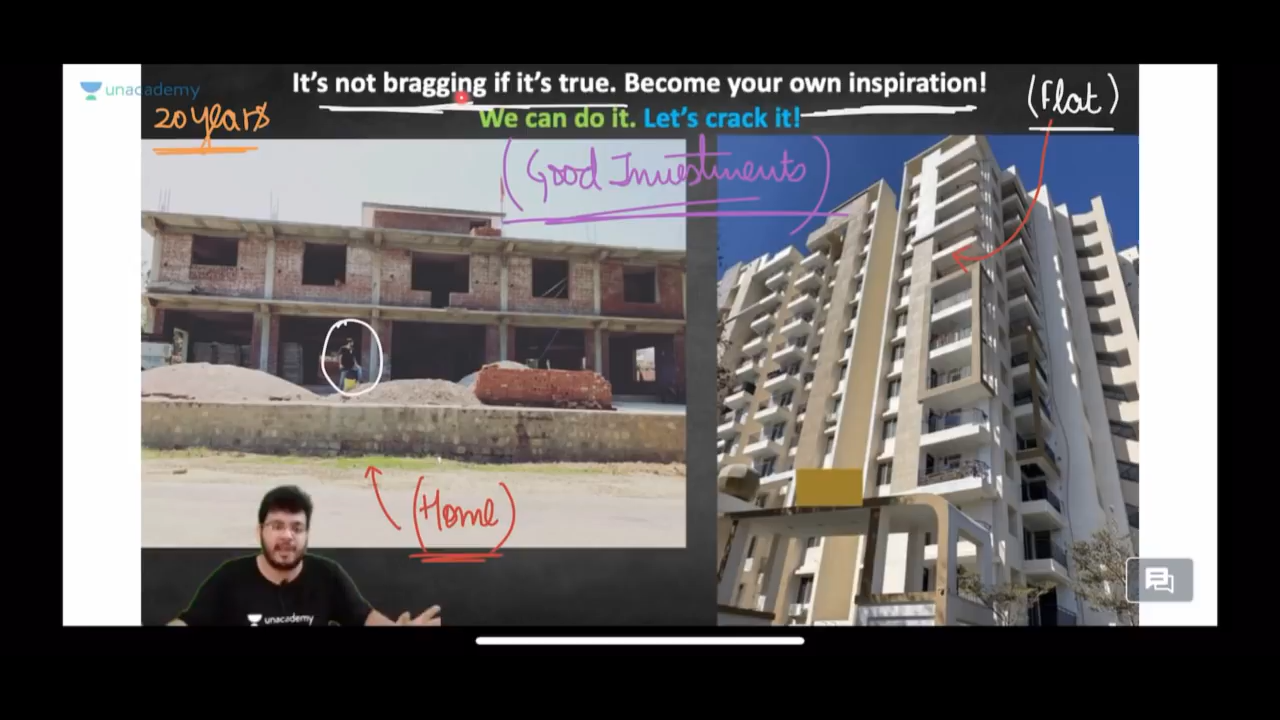 It's not bragging if it's true. Become your own inspiration!
unacademy
We can do it. Let's crack it!
20 years
(Flat)
(Good Investments)
(Home)
unacademy